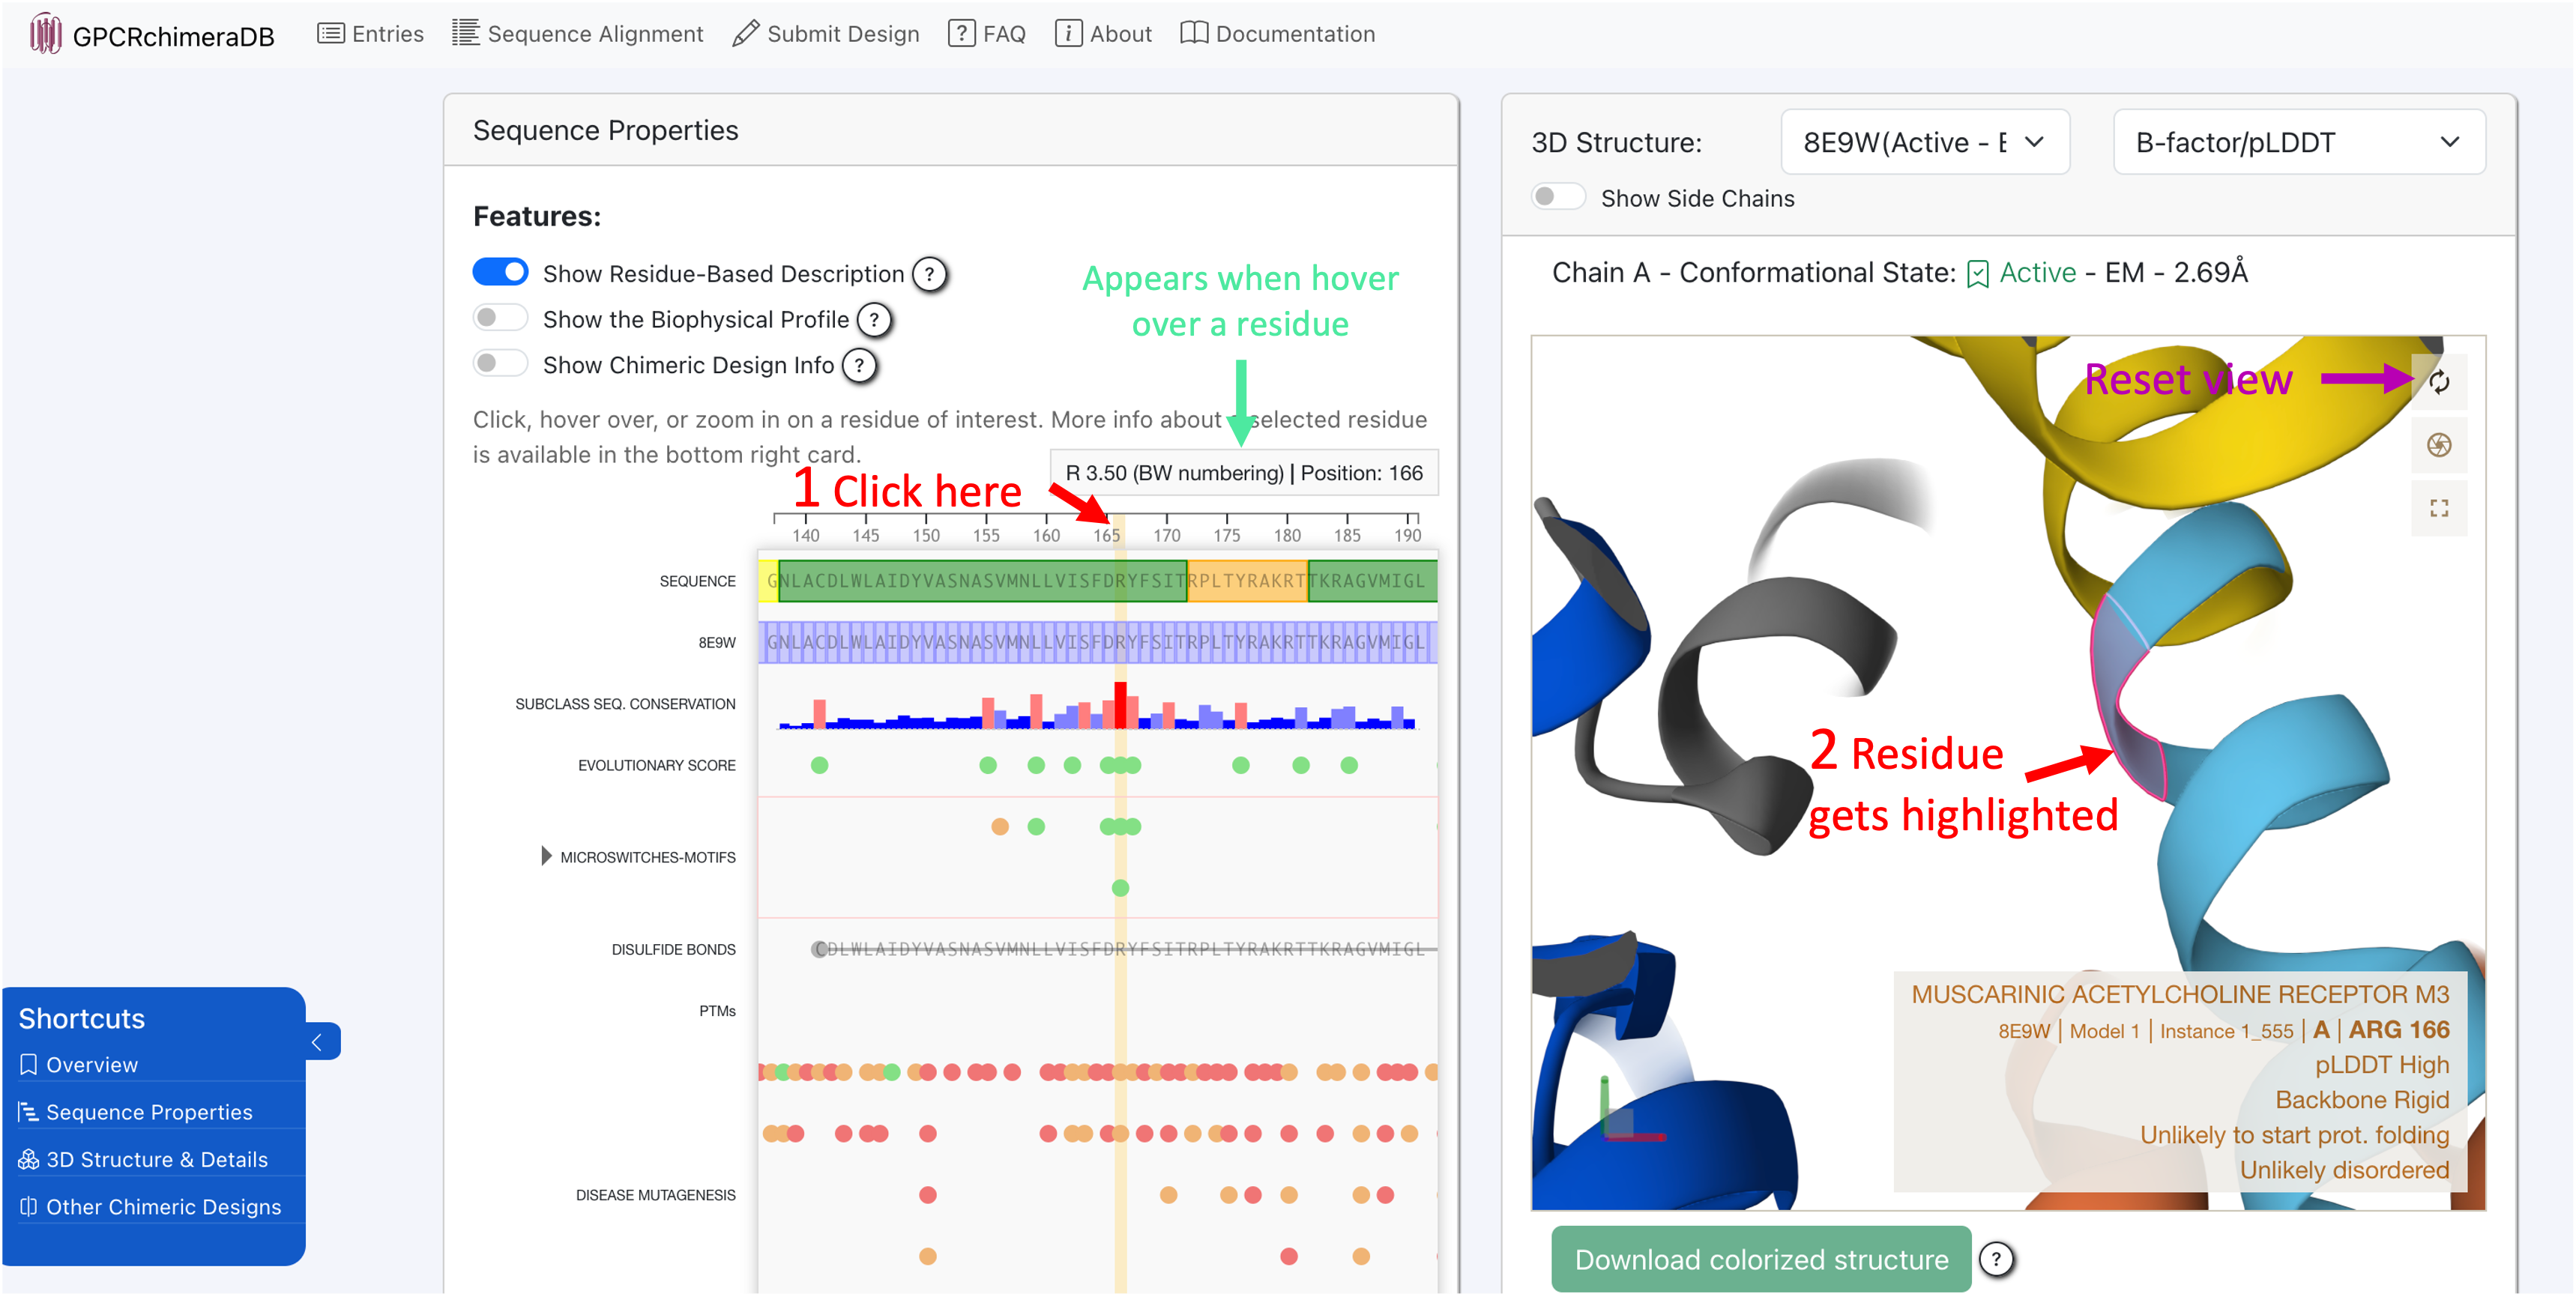 GPCRchimeraDB
Entries
Sequence Alignment
Submit Design
? FAQ
i About
Documentation
Sequence Properties
Features:
Show Residue-Based Description ?
Show the Biophysical Profile ?
Show Chimeric Design Info ?
Appears when hover
over a residue
Click, hover over, or zoom in on a residue of interest. More info about a selected residue
is available in the bottom right card.
R 3.50 (BW numbering) | Position: 166
1 Click here
140 145 150 155 160 165 170 175 180 185 190
SEQUENCE
GNLACDLWLAIDYVASNASVMNLLVISFDRYFSITRPLTYRAKRTTKRAGVMIGL
8E9W
GNLACDLWLAIDYVASNASVMNLLVISFDRYFSITRPLTYRAKRTTKRAGVMIGL
SUBCLASS SEQ. CONSERVATION
EVOLUTIONARY SCORE
MICROSWITCHES-MOTIFS
DISULFIDE BONDS
CDLWLAIDYVASNASVMNLLVISFDRYFSITRPLTYRAKRTTKRAGVMIGL
PTMs
DISEASE MUTAGENESIS
Shortcuts
Overview
Sequence Properties
3D Structure & Details
Other Chimeric Designs
3D Structure:
8E9W(Active - E
B-factor/pLDDT
Show Side Chains
Chain A - Conformational State: Active - EM - 2.69Å
Reset view
2 Residue
gets highlighted
MUSCARINIC ACETYLCHOLINE RECEPTOR M3
8E9W | Model 1 | Instance 1_555 | A | ARG 166
pLDDT High
Backbone Rigid
Unlikely to start prot. folding
Unlikely disordered
Download colorized structure ?